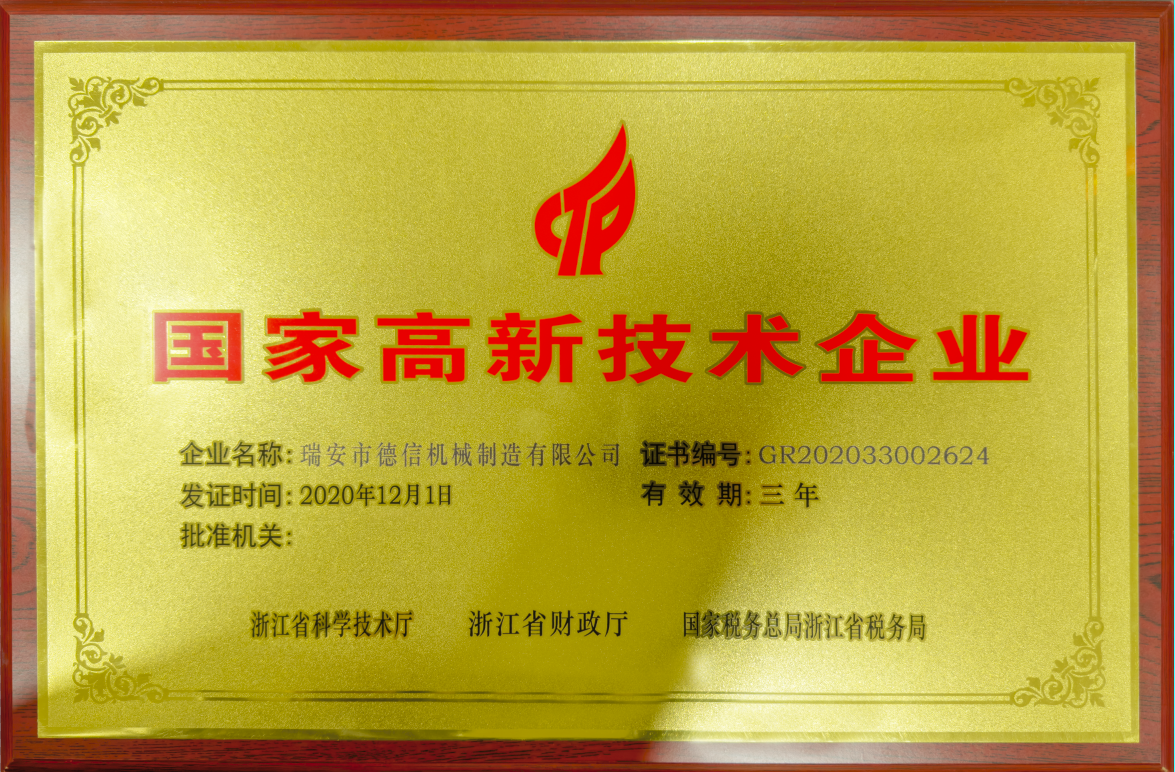 CTP
国家高新技术企业
企业名称：瑞安市德信机械制造有限公司 证书编号：GR202033002624
发证时间：2020年12月1日 有效期：三年
批准机关：
浙江省科学技术厅 浙江省财政厅 国家税务总局浙江省税务局